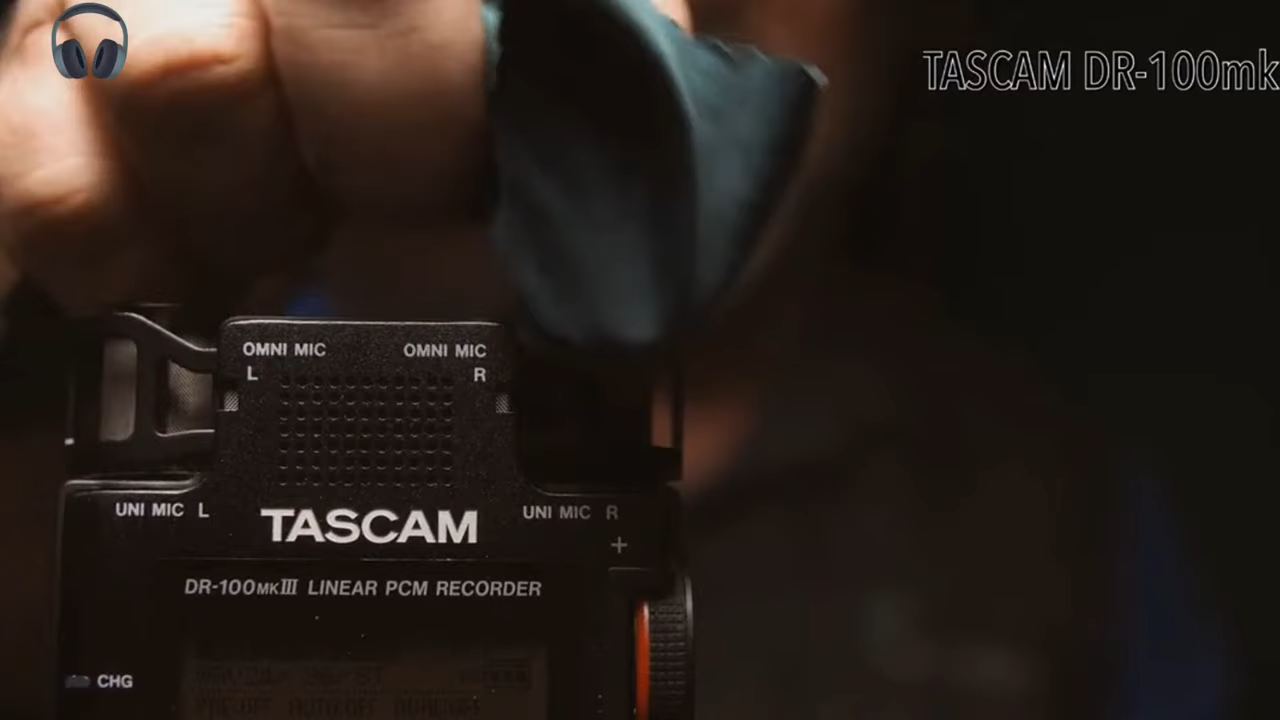 TASCAM DR-100mk
OMNI MIC OMNI MIC
L R
UNI MIC L UNI MIC R
TASCAM
+
DR-100MKIII LINEAR PCM RECORDER
CHG